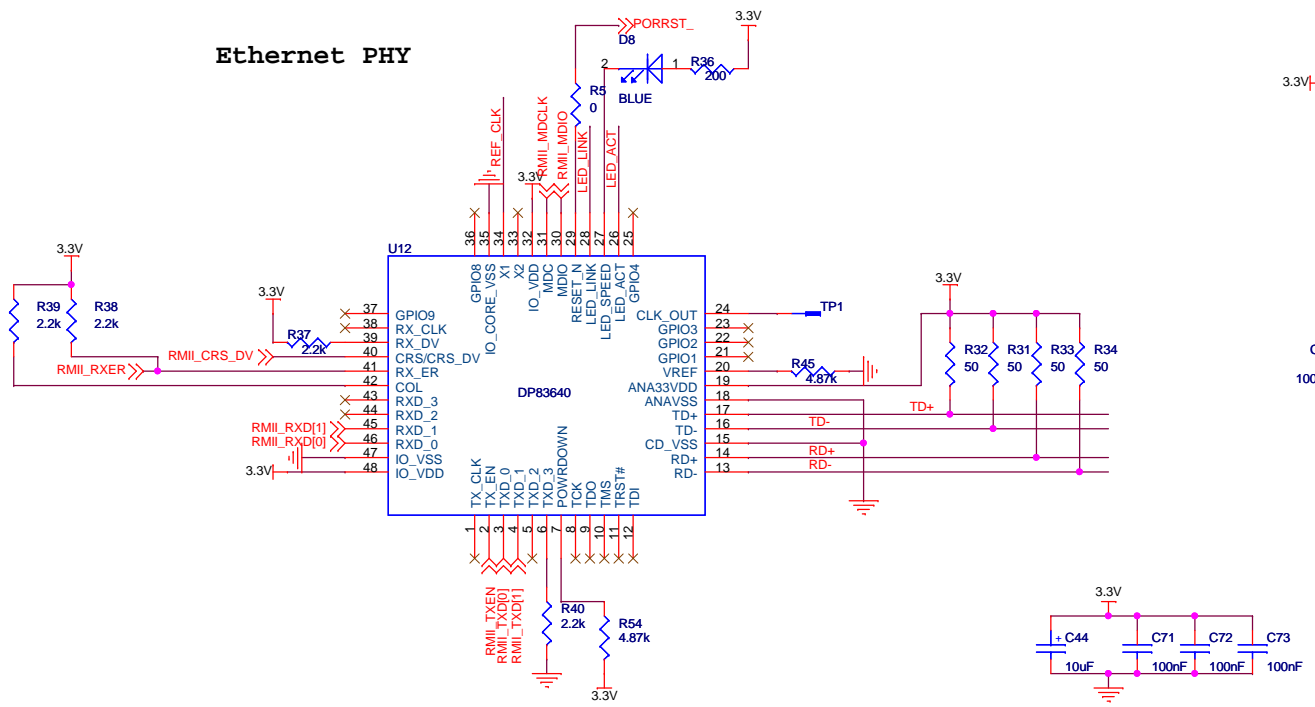 Ethernet PHY
PORRST_
D8
3.3V
2
1
R36
200
BLUE
R5
0
3.3V
REF_CLK
3.3V
RMII_MDCLK
RMII_MDIO
LED_LINK
LED_ACT
36
35
34
33
32
31
30
29
28
27
26
25
U12
GPIO8
IO_CORE_VSS
X1
X2
IO_VDD
MDC
MDIO
RESET_N
LED_LINK
LED_SPEED
LED_ACT
GPIO4
3.3V
R39
2.2k
R38
2.2k
3.3V
R37
2.2k
RMII_CRS_DV
RMII_RXER
RMII_RXD[1]
RMII_RXD[0]
3.3V
37 GPIO9
38 RX_CLK
39 RX_DV
40 CRS/CRS_DV
41 RX_ER
42 COL
43 RXD_3
44 RXD_2
45 RXD_1
46 RXD_0
47 IO_VSS
48 IO_VDD
DP83640
CLK_OUT 24
GPIO3 23
GPIO2 22
GPIO1 21
VREF 20
ANA33VDD 19
ANAVSS 18
TD+ 17
TD- 16
CD_VSS 15
RD+ 14
RD- 13
TP1
R45
4.87k
3.3V
R32
50
R31
50
R33
50
R34
50
TD+
TD-
RD+
RD-
C
100
TX_CLK
TX_EN
TXD_0
TXD_1
TXD_2
TXD_3
POWRDOWN
TCK
TDO
TMS
TRST#
TDI
1
2
3
4
5
6
7
8
9
10
11
12
RMII_TXEN
RMII_TXD[0]
RMII_TXD[1]
R40
2.2k
R54
4.87k
3.3V
3.3V
+ C44
10uF
C71
100nF
C72
100nF
C73
100nF